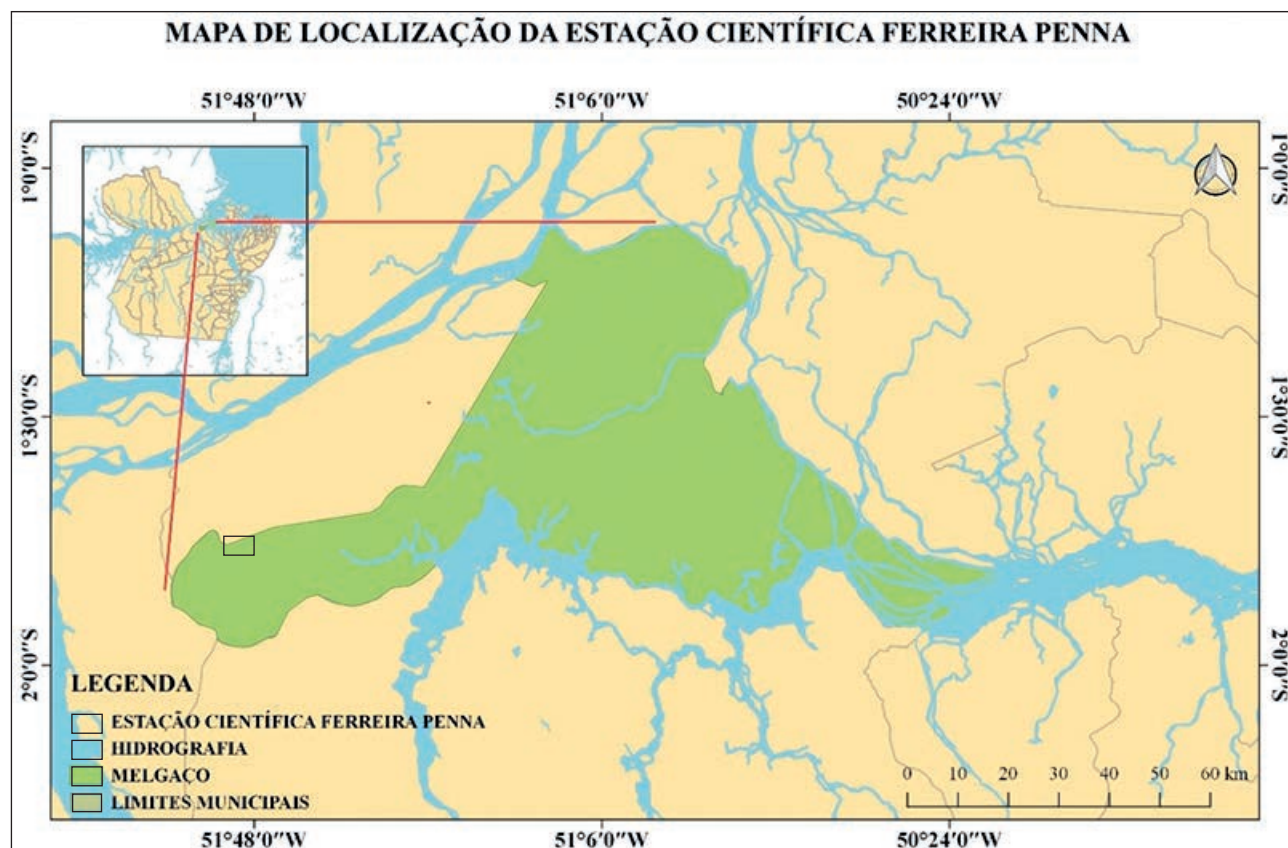 MAPA DE LOCALIZAÇÃO DA ESTAÇÃO CIENTÍFICA FERREIRA PENNA
51°48'0"W 51°6'0"W 50°24'0"W
1°0'0"S 1°0'0"S
1°30'0"S 1°30'0"S
2°0'0"S 2°0'0"S
LEGENDA
ESTAÇÃO CIENTÍFICA FERREIRA PENNA
HIDROGRAFIA
MELGAÇO
LIMITES MUNICIPAIS
0 10 20 30 40 50 60 km
51°48'0"W 51°6'0"W 50°24'0"W